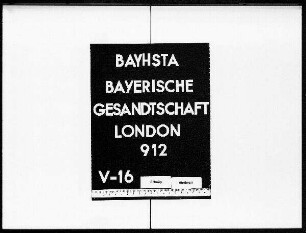 BAYHSTA
BAYERISCHE
GESANDTSCHAFT
LONDON
912
V-16